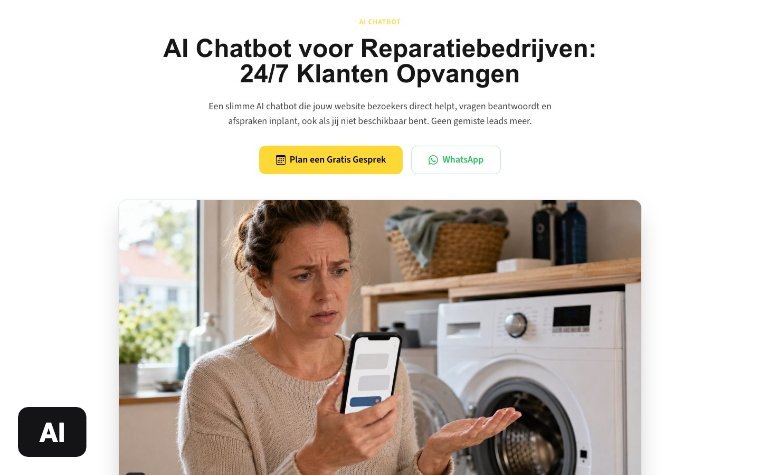 AI CHATBOT
AI Chatbot voor Reparatiebedrijven:
24/7 Klanten Opvangen
Een slimme AI chatbot die jouw website bezoekers direct helpt, vragen beantwoordt en
afspraken inplant, ook als jij niet beschikbaar bent. Geen gemiste leads meer.
Plan een Gratis Gesprek
WhatsApp
AI